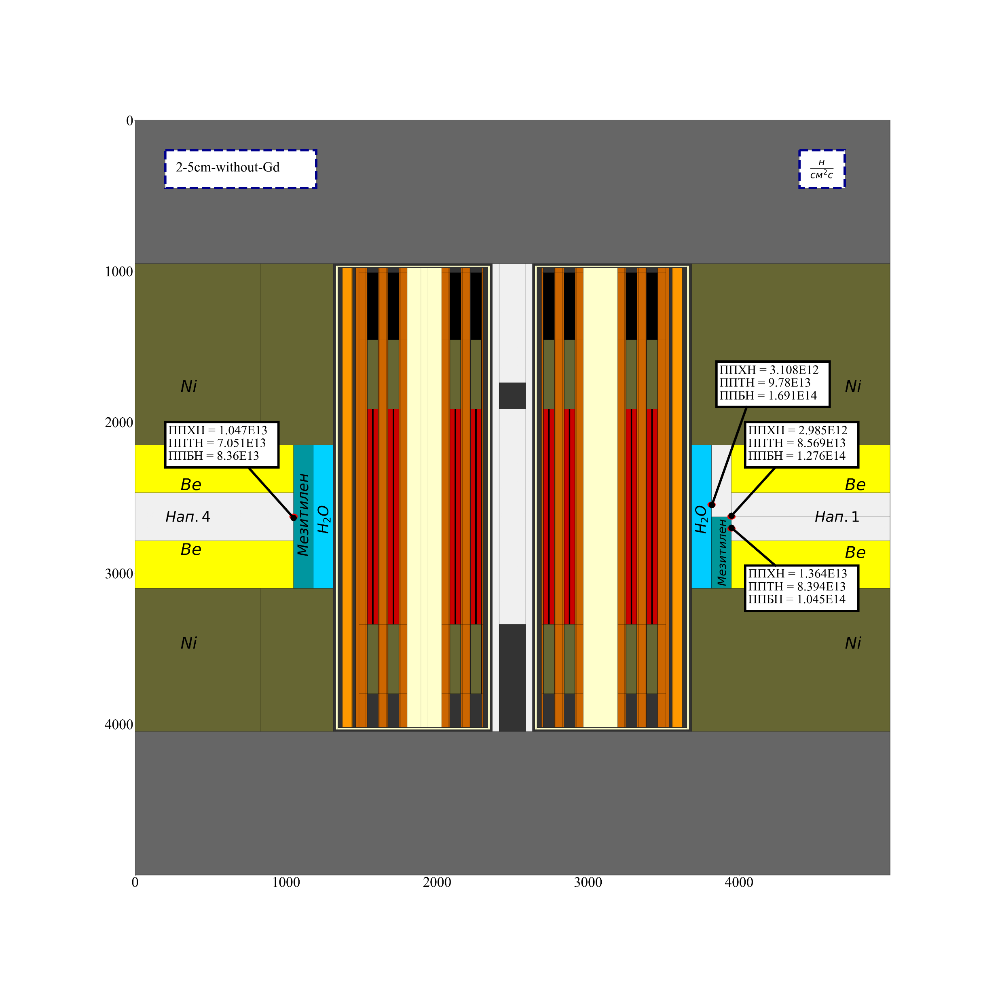 0
2-5cm-without-Gd
н
см²с
1000
ППХН = 3.108E12
ППТН = 9.78E13
ППБН = 1.691E14
Ni
Ni
2000
ППХН = 1.047E13
ППТН = 7.051E13
ППБН = 8.36E13
ППХН = 2.985E12
ППТН = 8.569E13
ППБН = 1.276E14
Be
Be
Нап. 4
Мезитилен
H₂O
H₂O
Нап. 1
Мезитилен
Be
Be
3000
ППХН = 1.364E13
ППТН = 8.394E13
ППБН = 1.045E14
Ni
Ni
4000
0
1000
2000
3000
4000